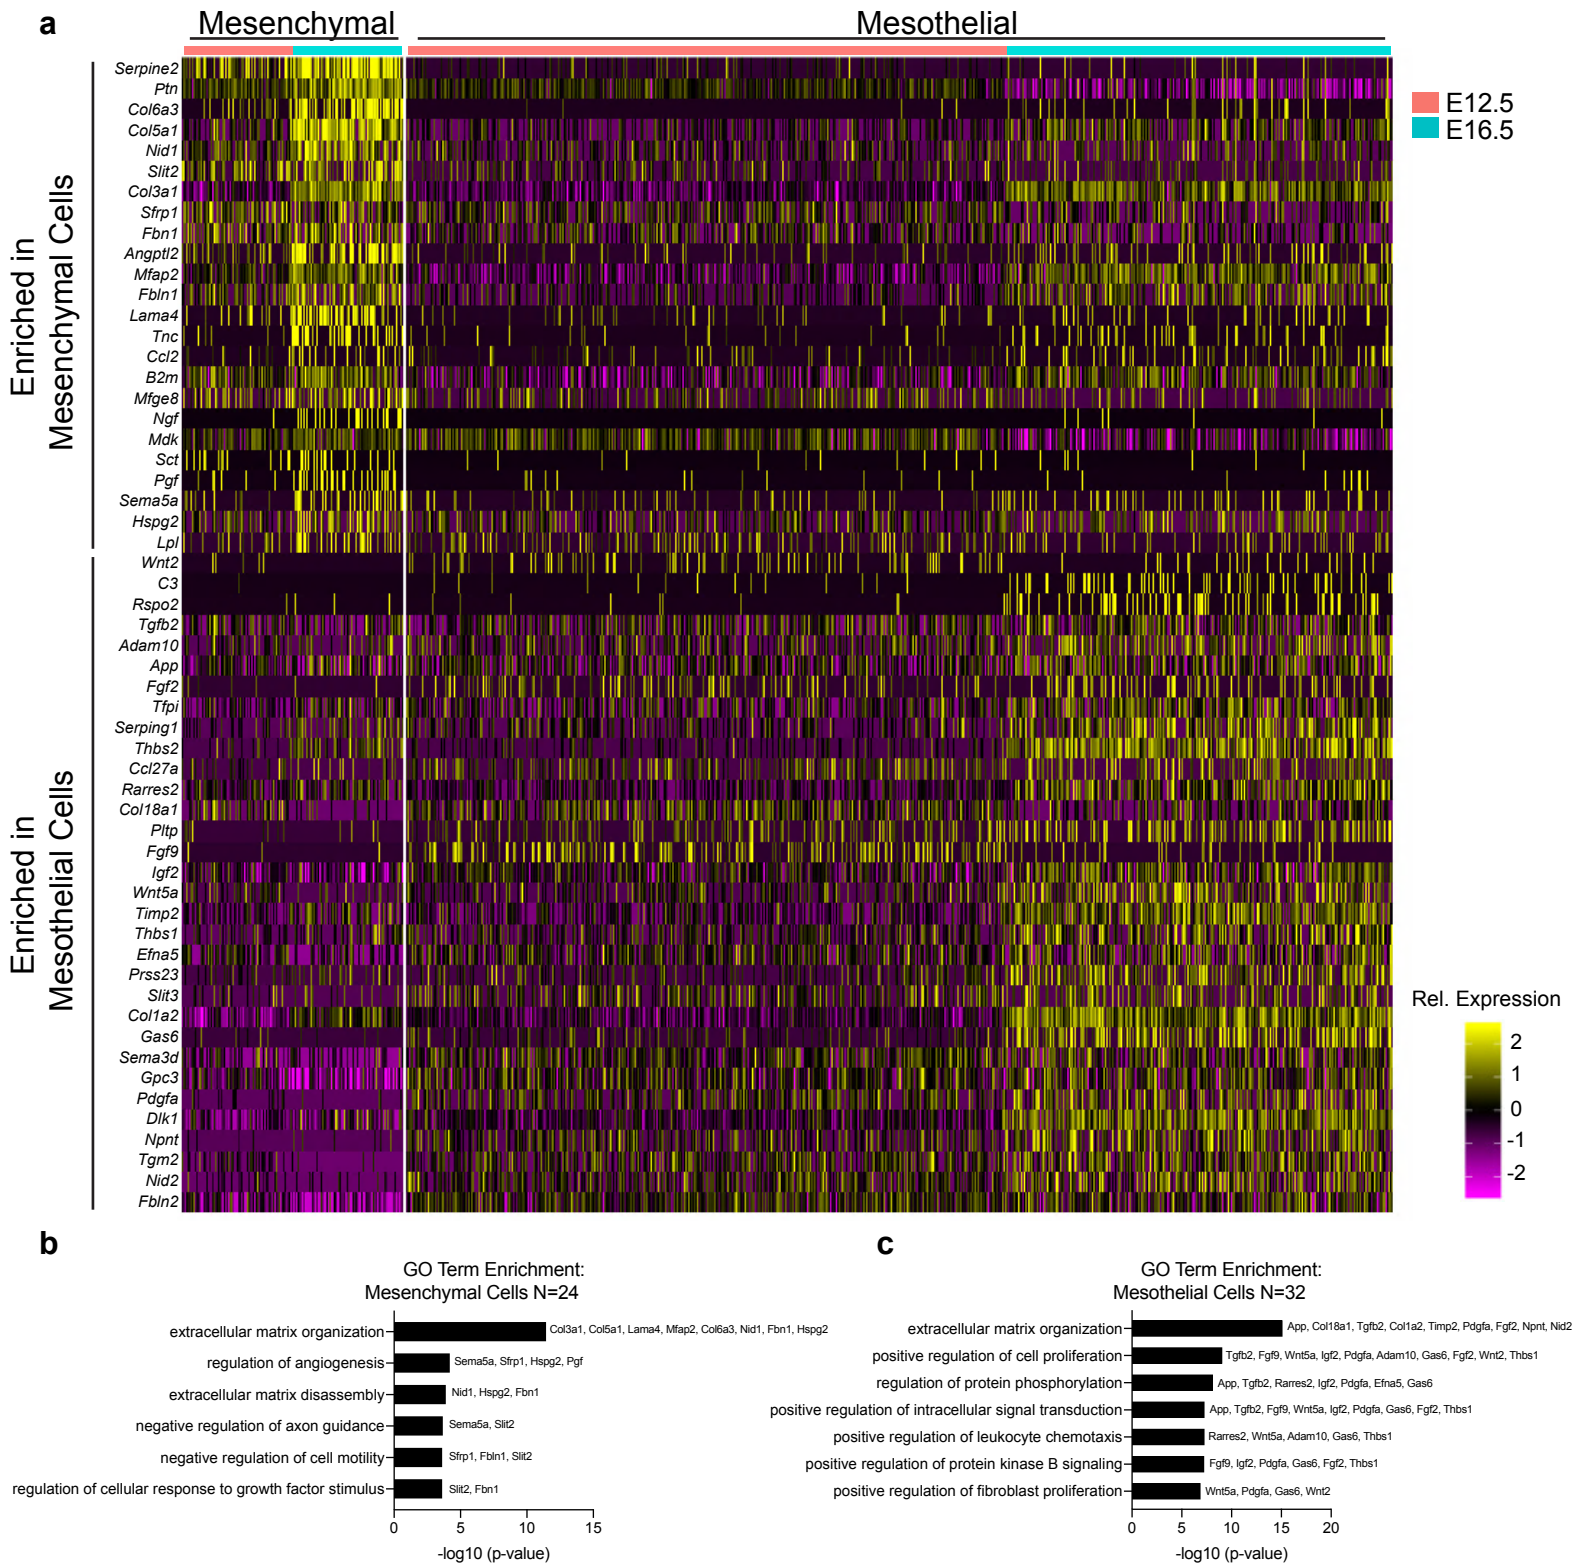 a
Mesenchymal
Mesothelial
E12.5
E16.5
Enriched in
Mesenchymal Cells
Serpine2
Ptn
Col6a3
Col5a1
Nid1
Slit2
Col3a1
Sfrp1
Fbn1
Angptl2
Mfap2
Fbln1
Lama4
Tnc
Ccl2
B2m
Mfge8
Ngf
Mdk
Sct
Pgf
Sema5a
Hspg2
Lpl
Enriched in
Mesothelial Cells
Wnt2
C3
Rspo2
Tgfb2
Adam10
App
Fgf2
Tfpi
Serping1
Thbs2
Ccl27a
Rarres2
Col18a1
Pltp
Fgf9
Igf2
Wnt5a
Timp2
Thbs1
Efna5
Prss23
Slit3
Col1a2
Gas6
Sema3d
Gpc3
Pdgfa
Dlk1
Npnt
Tgm2
Nid2
Fbln2
Rel. Expression
2
1
0
-1
-2
b
GO Term Enrichment:
Mesenchymal Cells N=24
extracellular matrix organization Col3a1, Col5a1, Lama4, Mfap2, Col6a3, Nid1, Fbn1, Hspg2
regulation of angiogenesis Sema5a, Sfrp1, Hspg2, Pgf
extracellular matrix disassembly Nid1, Hspg2, Fbn1
negative regulation of axon guidance Sema5a, Slit2
negative regulation of cell motility Sfrp1, Fbln1, Slit2
regulation of cellular response to growth factor stimulus Slit2, Fbn1
0 5 10 15
-log10 (p-value)
c
GO Term Enrichment:
Mesothelial Cells N=32
extracellular matrix organization App, Col18a1, Tgfb2, Col1a2, Timp2, Pdgfa, Fgf2, Npnt, Nid2
positive regulation of cell proliferation Tgfb2, Fgf9, Wnt5a, Igf2, Pdgfa, Adam10, Gas6, Fgf2, Wnt2, Thbs1
regulation of protein phosphorylation App, Tgfb2, Rarres2, Igf2, Pdgfa, Efna5, Gas6
positive regulation of intracellular signal transduction App, Tgfb2, Fgf9, Wnt5a, Igf2, Pdgfa, Gas6, Fgf2, Thbs1
positive regulation of leukocyte chemotaxis Rarres2, Wnt5a, Adam10, Gas6, Thbs1
positive regulation of protein kinase B signaling Fgf9, Igf2, Pdgfa, Gas6, Fgf2, Thbs1
positive regulation of fibroblast proliferation Wnt5a, Pdgfa, Gas6, Wnt2
0 5 10 15 20
-log10 (p-value)